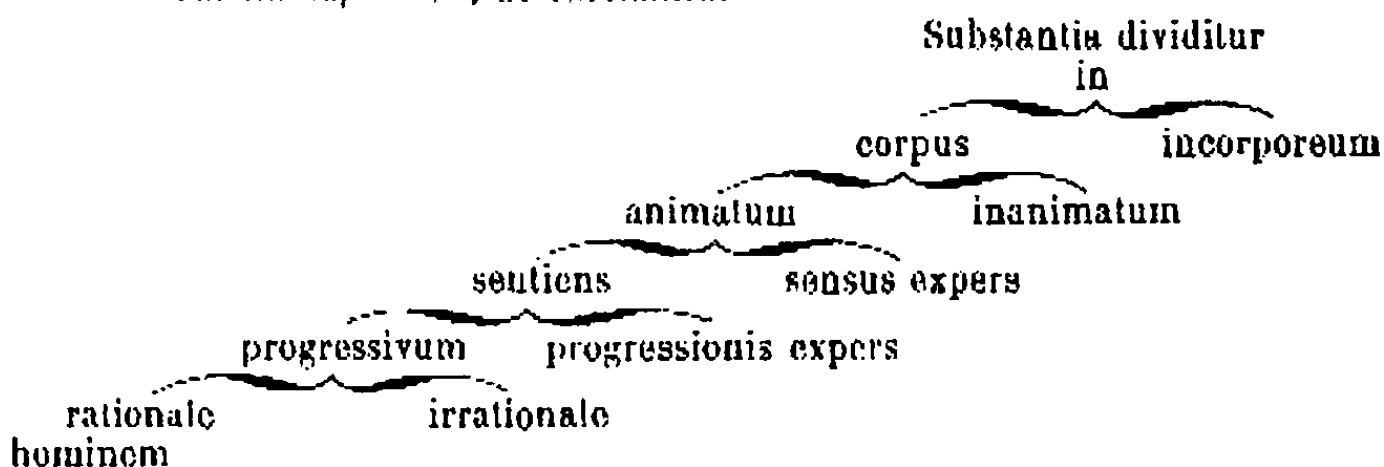 Substantia dividitur
in
corpus incorporeum
animatum inanimatum
sentiens sensus expers
progressivum progressionis expers
rationale irrationale
hominem